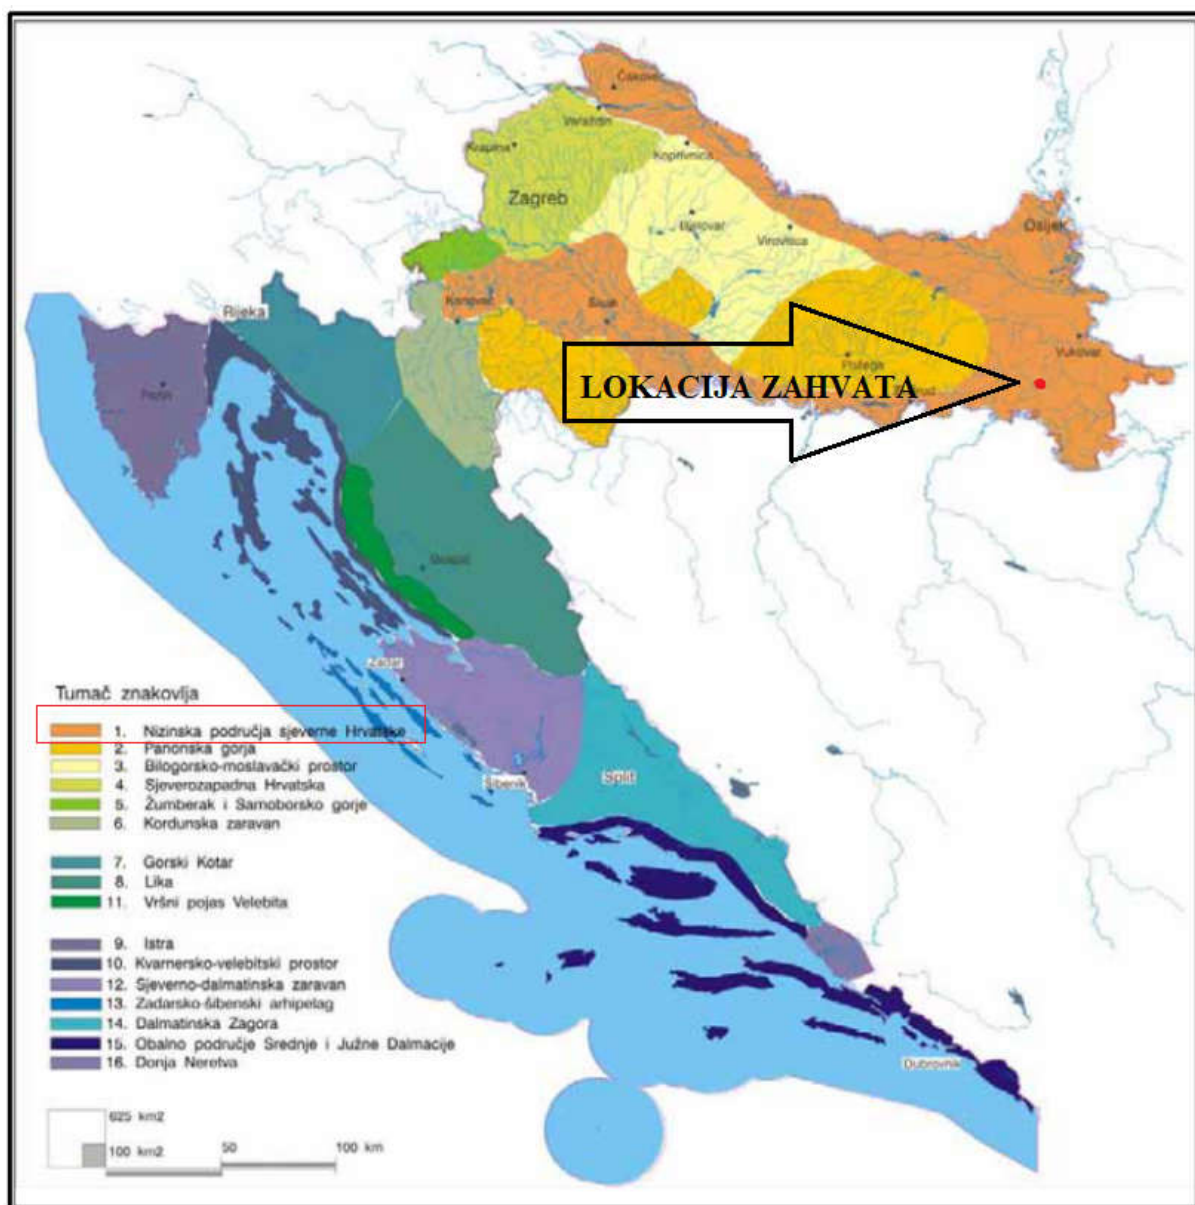 Čakovec
Varaždin
Krapina
Koprivnica
Zagreb
Bjelovar
Virovitica
Osijek
Karlovac
Sisak
Rijeka
Vukovar
Požega
LOKACIJA ZAHVATA
Pazin
Gospić
Zadar
Šibenik
Split
Dubrovnik
Tumač znakovlja
1. Nizinska područja sjeverne Hrvatske
2. Panonska gorja
3. Bilogorsko-moslavački prostor
4. Sjeverozapadna Hrvatska
5. Žumberak i Samoborsko gorje
6. Kordunska zaravan
7. Gorski Kotar
8. Lika
11. Vršni pojas Velebita
9. Istra
10. Kvarnersko-velebitski prostor
12. Sjeverno-dalmatinska zaravan
13. Zadarsko-šibenski arhipelag
14. Dalmatinska Zagora
15. Obalno područje Srednje i Južne Dalmacije
16. Donja Neretva
625 km2
100 km2
50
100 km